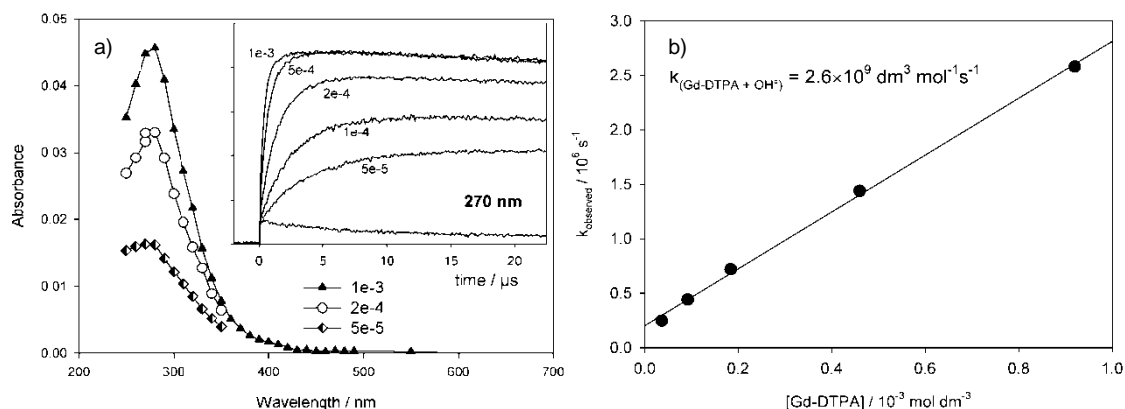 a)
0.05
0.04
0.03
0.02
0.01
0.00
Absorbance
200 300 400 500 600 700
Wavelength / nm
1e-3
5e-4
2e-4
1e-4
5e-5
270 nm
0 5 10 15 20
time / µs
1e-3
2e-4
5e-5
b)
k(Gd-DTPA + OH°) = 2.6×10⁹ dm³ mol⁻¹s⁻¹
3.0
2.5
2.0
1.5
1.0
0.5
0.0
kobserved / 10⁶ s⁻¹
0.0 0.2 0.4 0.6 0.8 1.0
[Gd-DTPA] / 10⁻³ mol dm⁻³